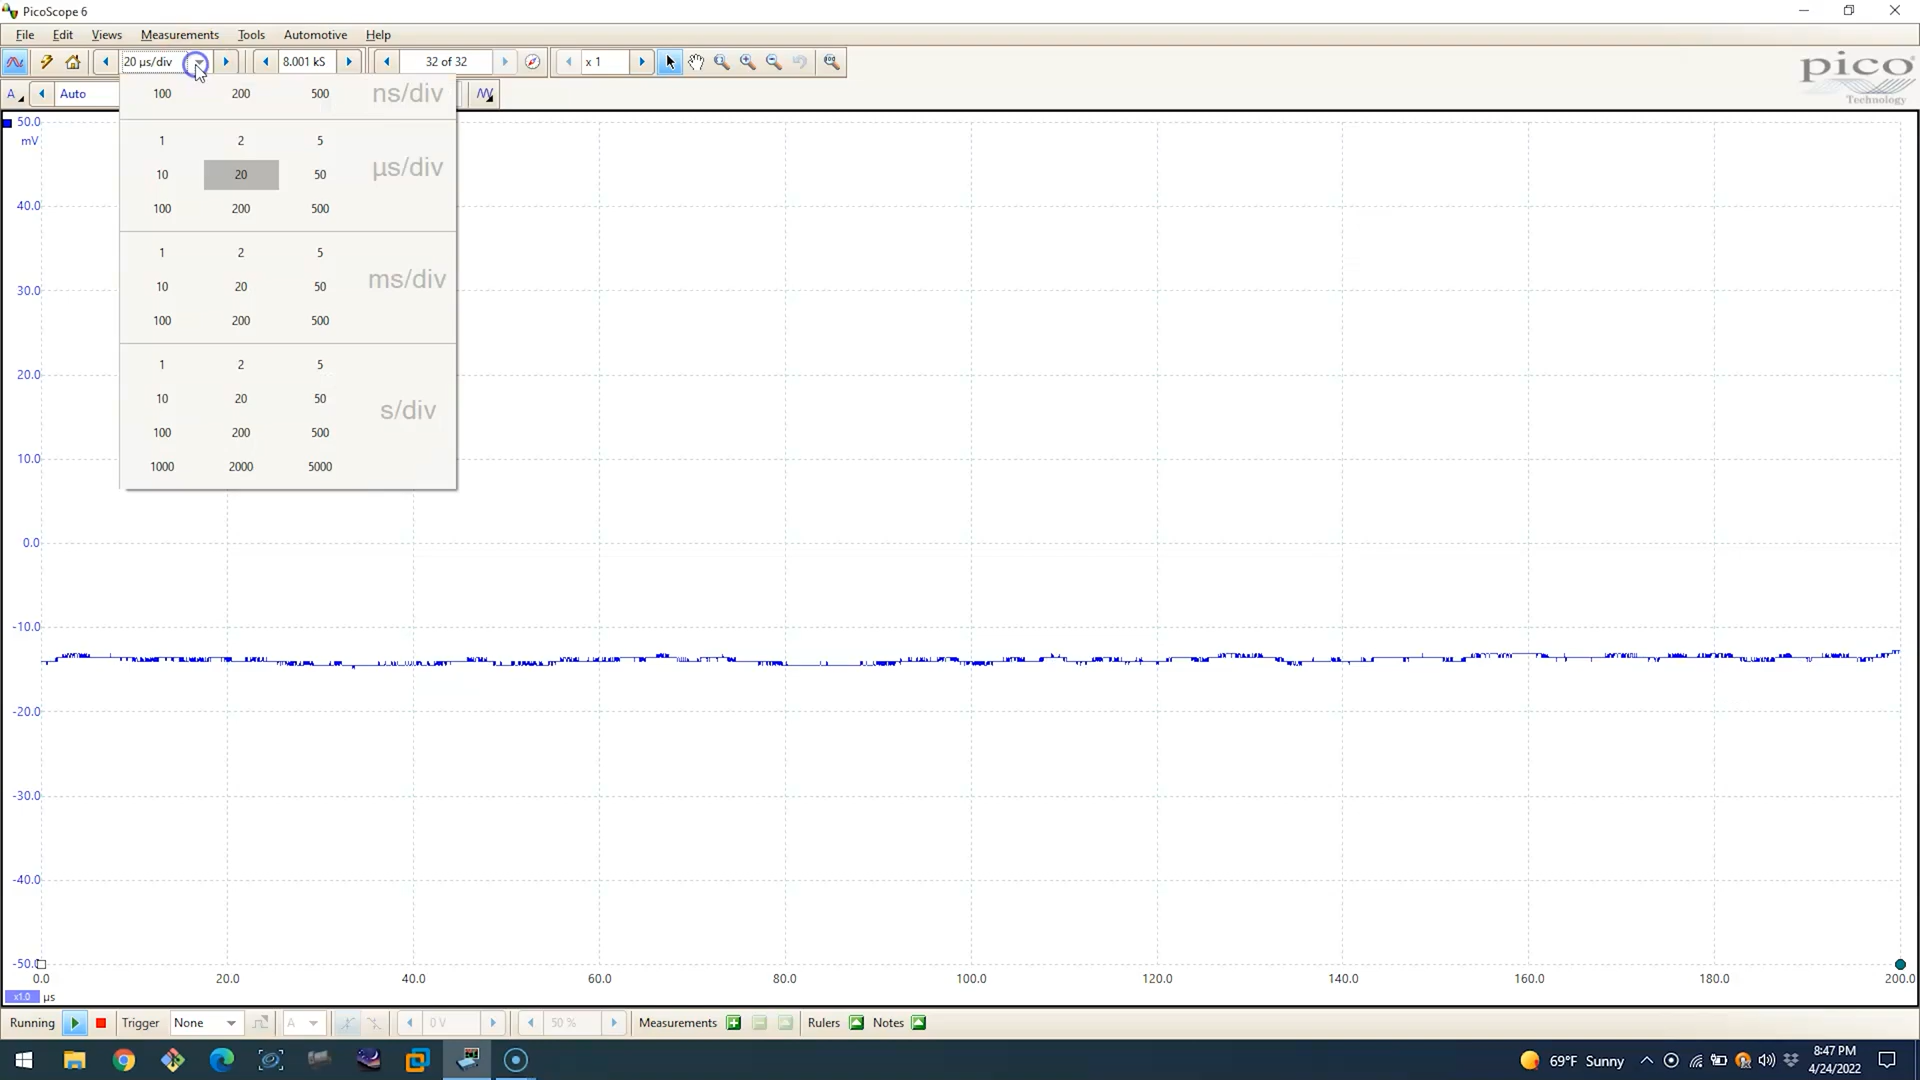 PicoScope 6
File Edit Views Measurements Tools Automotive Help
20 µs/div 8.001 kS 32 of 32 x 1
pico
Technology
A Auto
100 200 500 ns/div
1 2 5
µs/div
10 20 50
100 200 500
1 2 5
ms/div
10 20 50
100 200 500
1 2 5
10 20 50
s/div
100 200 500
1000 2000 5000
50.0
mV
40.0
30.0
20.0
10.0
0.0
-10.0
-20.0
-30.0
-40.0
-50.0
0.0 20.0 40.0 60.0 80.0 100.0 120.0 140.0 160.0 180.0 200.0
x1.0 µs
Running Trigger None A 0 V 50 % Measurements Rulers Notes
69°F Sunny
8:47 PM
4/24/2022